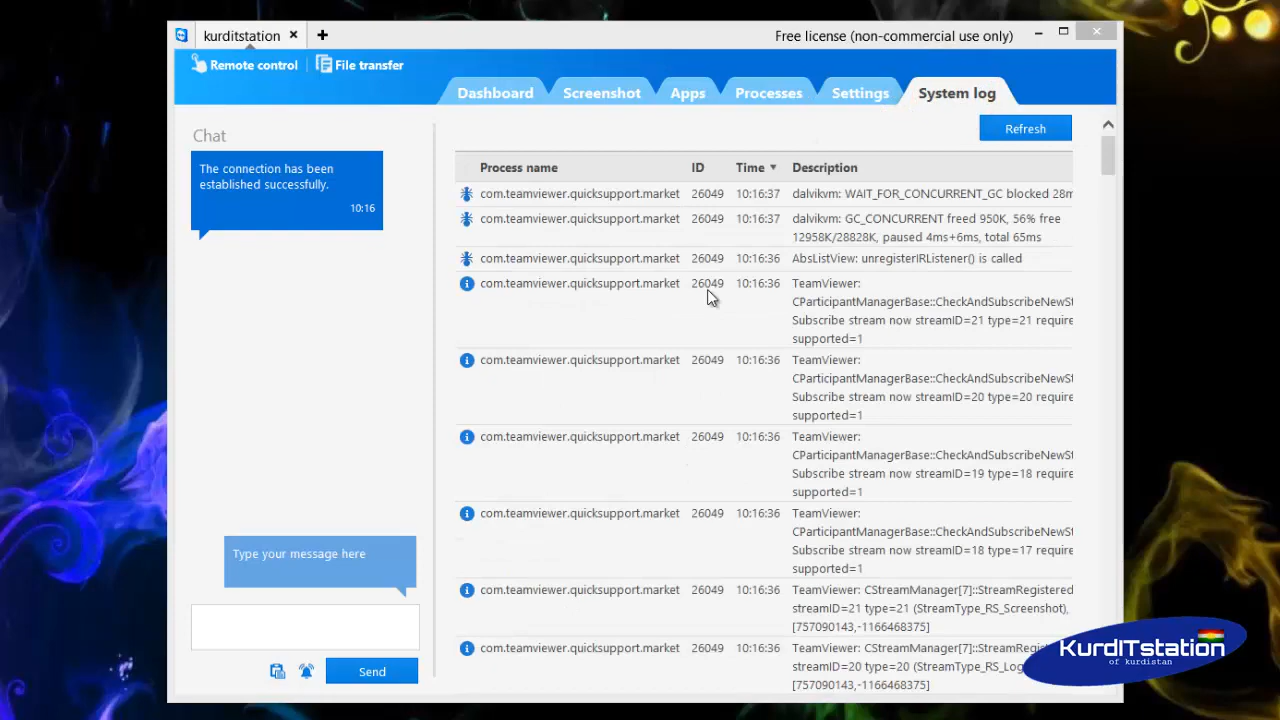 kurditstation
Free license (non-commercial use only)
Remote control
File transfer
Dashboard
Screenshot
Apps
Processes
Settings
System log
Chat
The connection has been
established successfully.
10:16
Type your message here
Send
Refresh
Process name ID Time Description
com.teamviewer.quicksupport.market 26049 10:16:37 dalvikvm: WAIT_FOR_CONCURRENT_GC blocked 28m
com.teamviewer.quicksupport.market 26049 10:16:37 dalvikvm: GC_CONCURRENT freed 950K, 56% free
12958K/28828K, paused 4ms+6ms, total 65ms
com.teamviewer.quicksupport.market 26049 10:16:36 AbsListView: unregisterIRListener() is called
com.teamviewer.quicksupport.market 26049 10:16:36 TeamViewer:
CParticipantManagerBase::CheckAndSubscribeNewSt
Subscribe stream now streamID=21 type=21 require
supported=1
com.teamviewer.quicksupport.market 26049 10:16:36 TeamViewer:
CParticipantManagerBase::CheckAndSubscribeNewSt
Subscribe stream now streamID=20 type=20 require
supported=1
com.teamviewer.quicksupport.market 26049 10:16:36 TeamViewer:
CParticipantManagerBase::CheckAndSubscribeNewSt
Subscribe stream now streamID=19 type=18 require
supported=1
com.teamviewer.quicksupport.market 26049 10:16:36 TeamViewer:
CParticipantManagerBase::CheckAndSubscribeNewSt
Subscribe stream now streamID=18 type=17 require
supported=1
com.teamviewer.quicksupport.market 26049 10:16:36 TeamViewer: CStreamManager[7]::StreamRegistered
streamID=21 type=21 (StreamType_RS_Screenshot),
[757090143,-1166468375]
com.teamviewer.quicksupport.market 26049 10:16:36 TeamViewer: CStreamManager[7]::StreamRegist
streamID=20 type=20 (StreamType_RS_Log
[757090143,-1166468375]
KurdITstation
of kurdistan